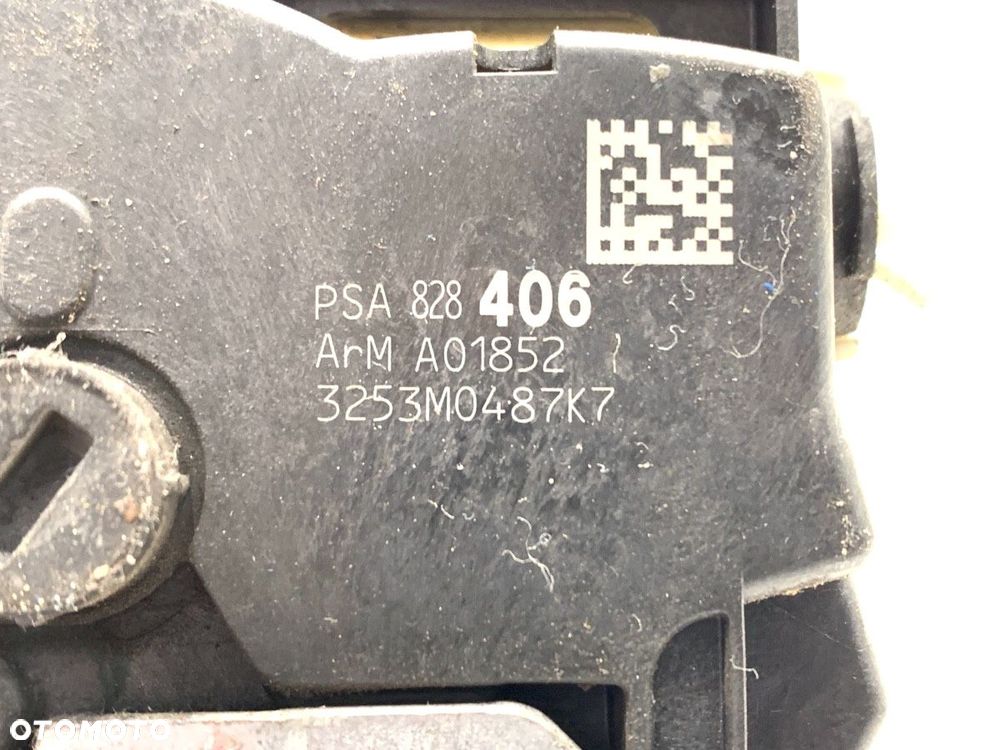 PSA 828 406
ArM A01852
3253M0487K7
OTOMOTO